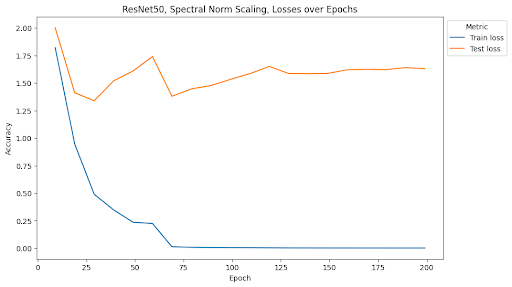 ResNet50, Spectral Norm Scaling, Losses over Epochs
Metric
Train loss
Test loss
2.00
1.75
1.50
1.25
1.00
0.75
0.50
0.25
0.00
Accuracy
0 25 50 75 100 125 150 175 200
Epoch